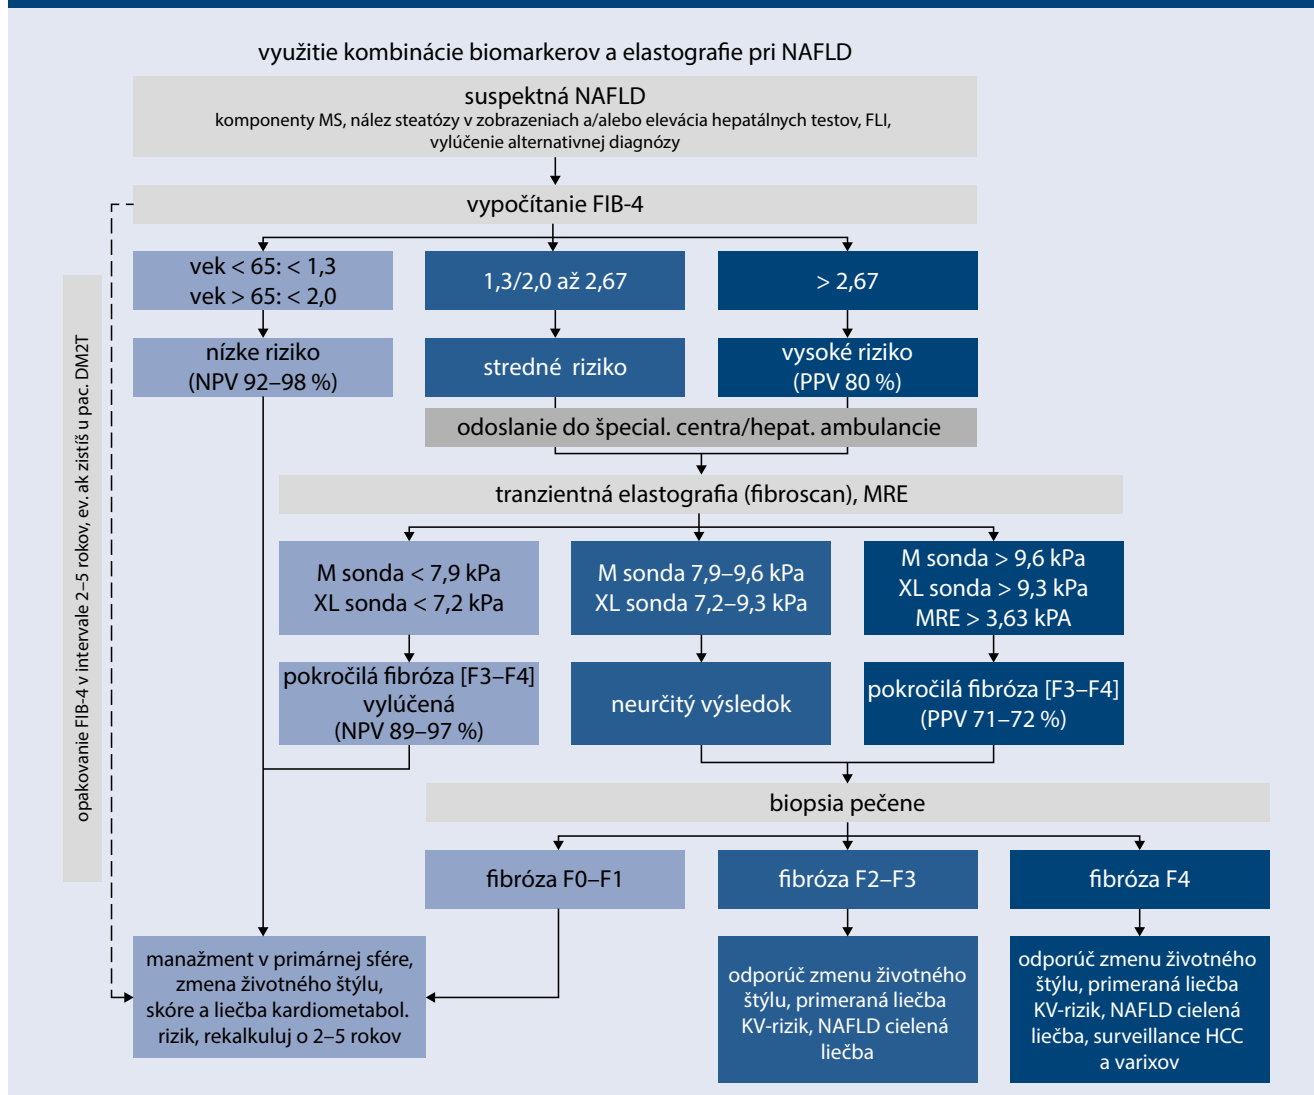 využitie kombinácie biomarkerov a elastografie pri NAFLD
suspektná NAFLD
komponenty MS, nález steatózy v zobrazeniach a/alebo elevácia hepatálnych testov, FLI,
vylúčenie alternatívnej diagnózy
vypočítanie FIB-4
vek < 65: < 1,3
vek > 65: < 2,0
1,3/2,0 až 2,67
> 2,67
nízke riziko
(NPV 92–98 %)
stredné riziko
vysoké riziko
(PPV 80 %)
odoslanie do špecial. centra/hepat. ambulancie
tranzientná elastografia (fibroscan), MRE
M sonda < 7,9 kPa
XL sonda < 7,2 kPa
M sonda 7,9–9,6 kPa
XL sonda 7,2–9,3 kPa
M sonda > 9,6 kPa
XL sonda > 9,3 kPa
MRE > 3,63 kPA
pokročilá fibróza [F3–F4]
vylúčená
(NPV 89–97 %)
neurčitý výsledok
pokročilá fibróza [F3–F4]
(PPV 71–72 %)
biopsia pečene
fibróza F0–F1
fibróza F2–F3
fibróza F4
manažment v primárnej sfére,
zmena životného štýlu,
skóre a liečba kardiometabol.
rizik, rekalkuluj o 2–5 rokov
odporúč zmenu životného
štýlu, primeraná liečba
KV-rizik, NAFLD cielená
liečba
odporúč zmenu životného
štýlu, primeraná liečba
KV-rizik, NAFLD cielená
liečba, surveillance HCC
a varixov
opakovanie FIB-4 v intervale 2–5 rokov, ev. ak zistíš u pac. DM2T